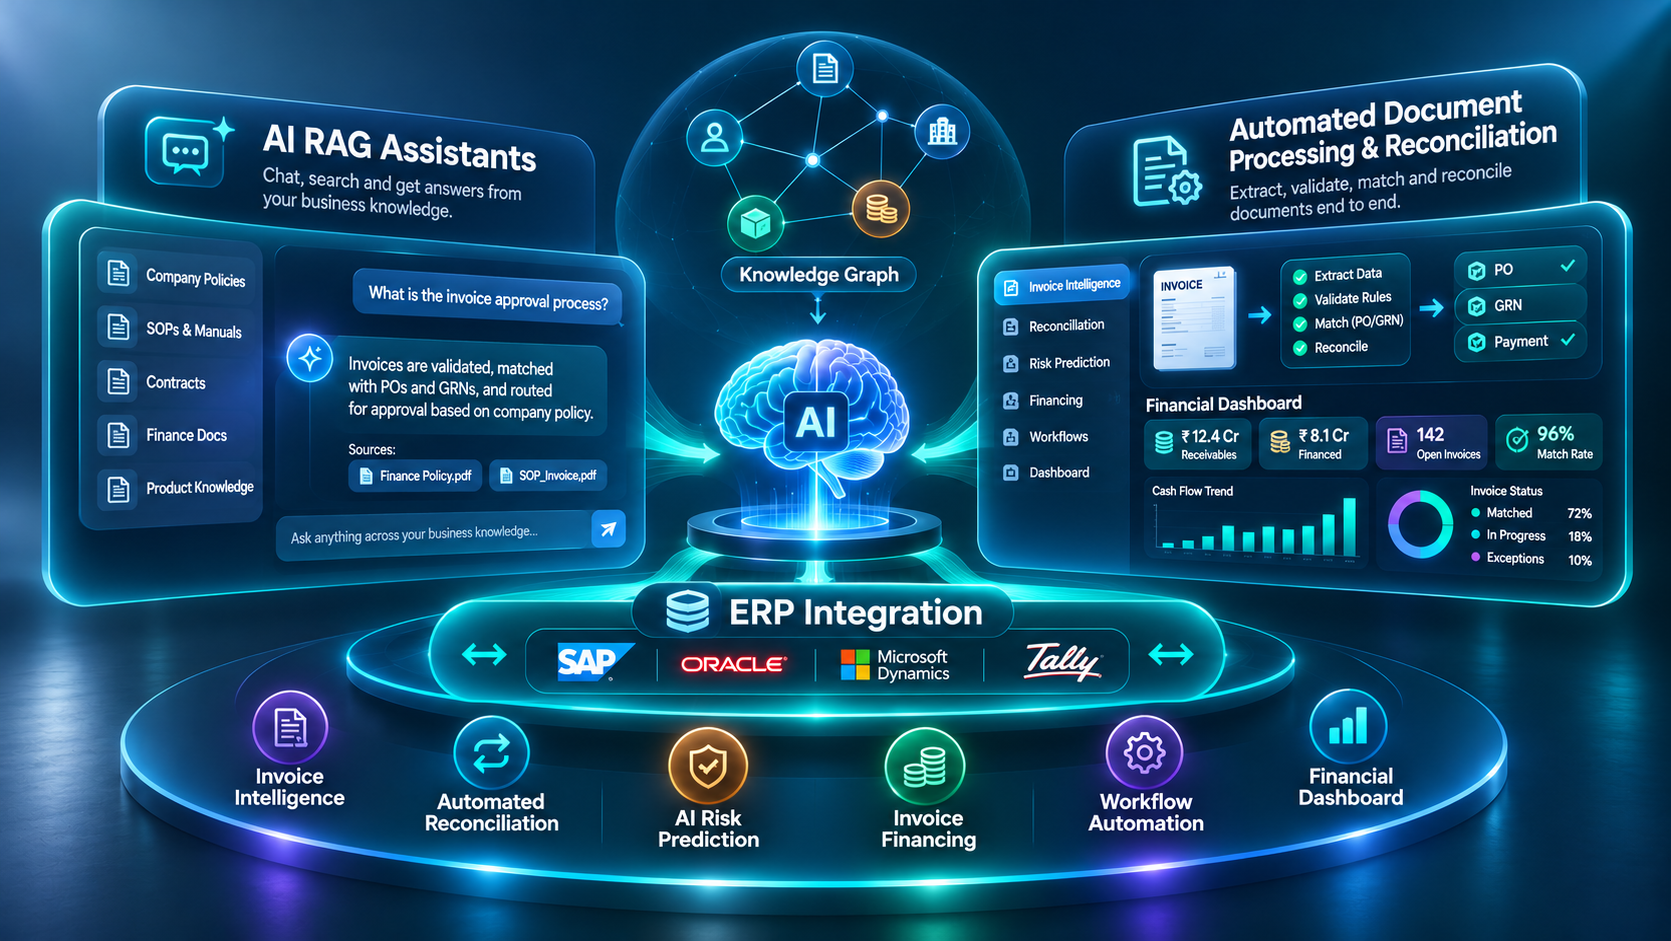 AI RAG Assistants
Chat, search and get answers from
your business knowledge.
Company Policies
SOPs & Manuals
Contracts
Finance Docs
Product Knowledge
What is the invoice approval process?
Invoices are validated, matched
with POs and GRNs, and routed
for approval based on company policy.
Sources:
Finance Policy.pdf
SOP_Invoice,pdf
Ask anything across your business knowledge...
Knowledge Graph
AI
Automated Document
Processing & Reconciliation
Extract, validate, match and reconcile
documents end to end.
Invoice Intelligence
Reconcillation
Risk Prediction
Financing
Workflows
Dashboard
INVOICE
Extract Data
Validate Rules
Match (PO/GRN)
Reconcile
PO
GRN
Payment
Financial Dashboard
₹ 12.4 Cr
Receivables
₹ 8.1 Cr
Financed
142
Open Invoices
96%
Match Rate
Cash Flow Trend
Invoice Status
Matched 72%
In Progress 18%
Exceptions 10%
ERP Integration
SAP
ORACLE
Microsoft
Dynamics
Tally
Invoice
Intelligence
Automated
Reconciliation
AI Risk
Prediction
Invoice
Financing
Workflow
Automation
Financial
Dashboard